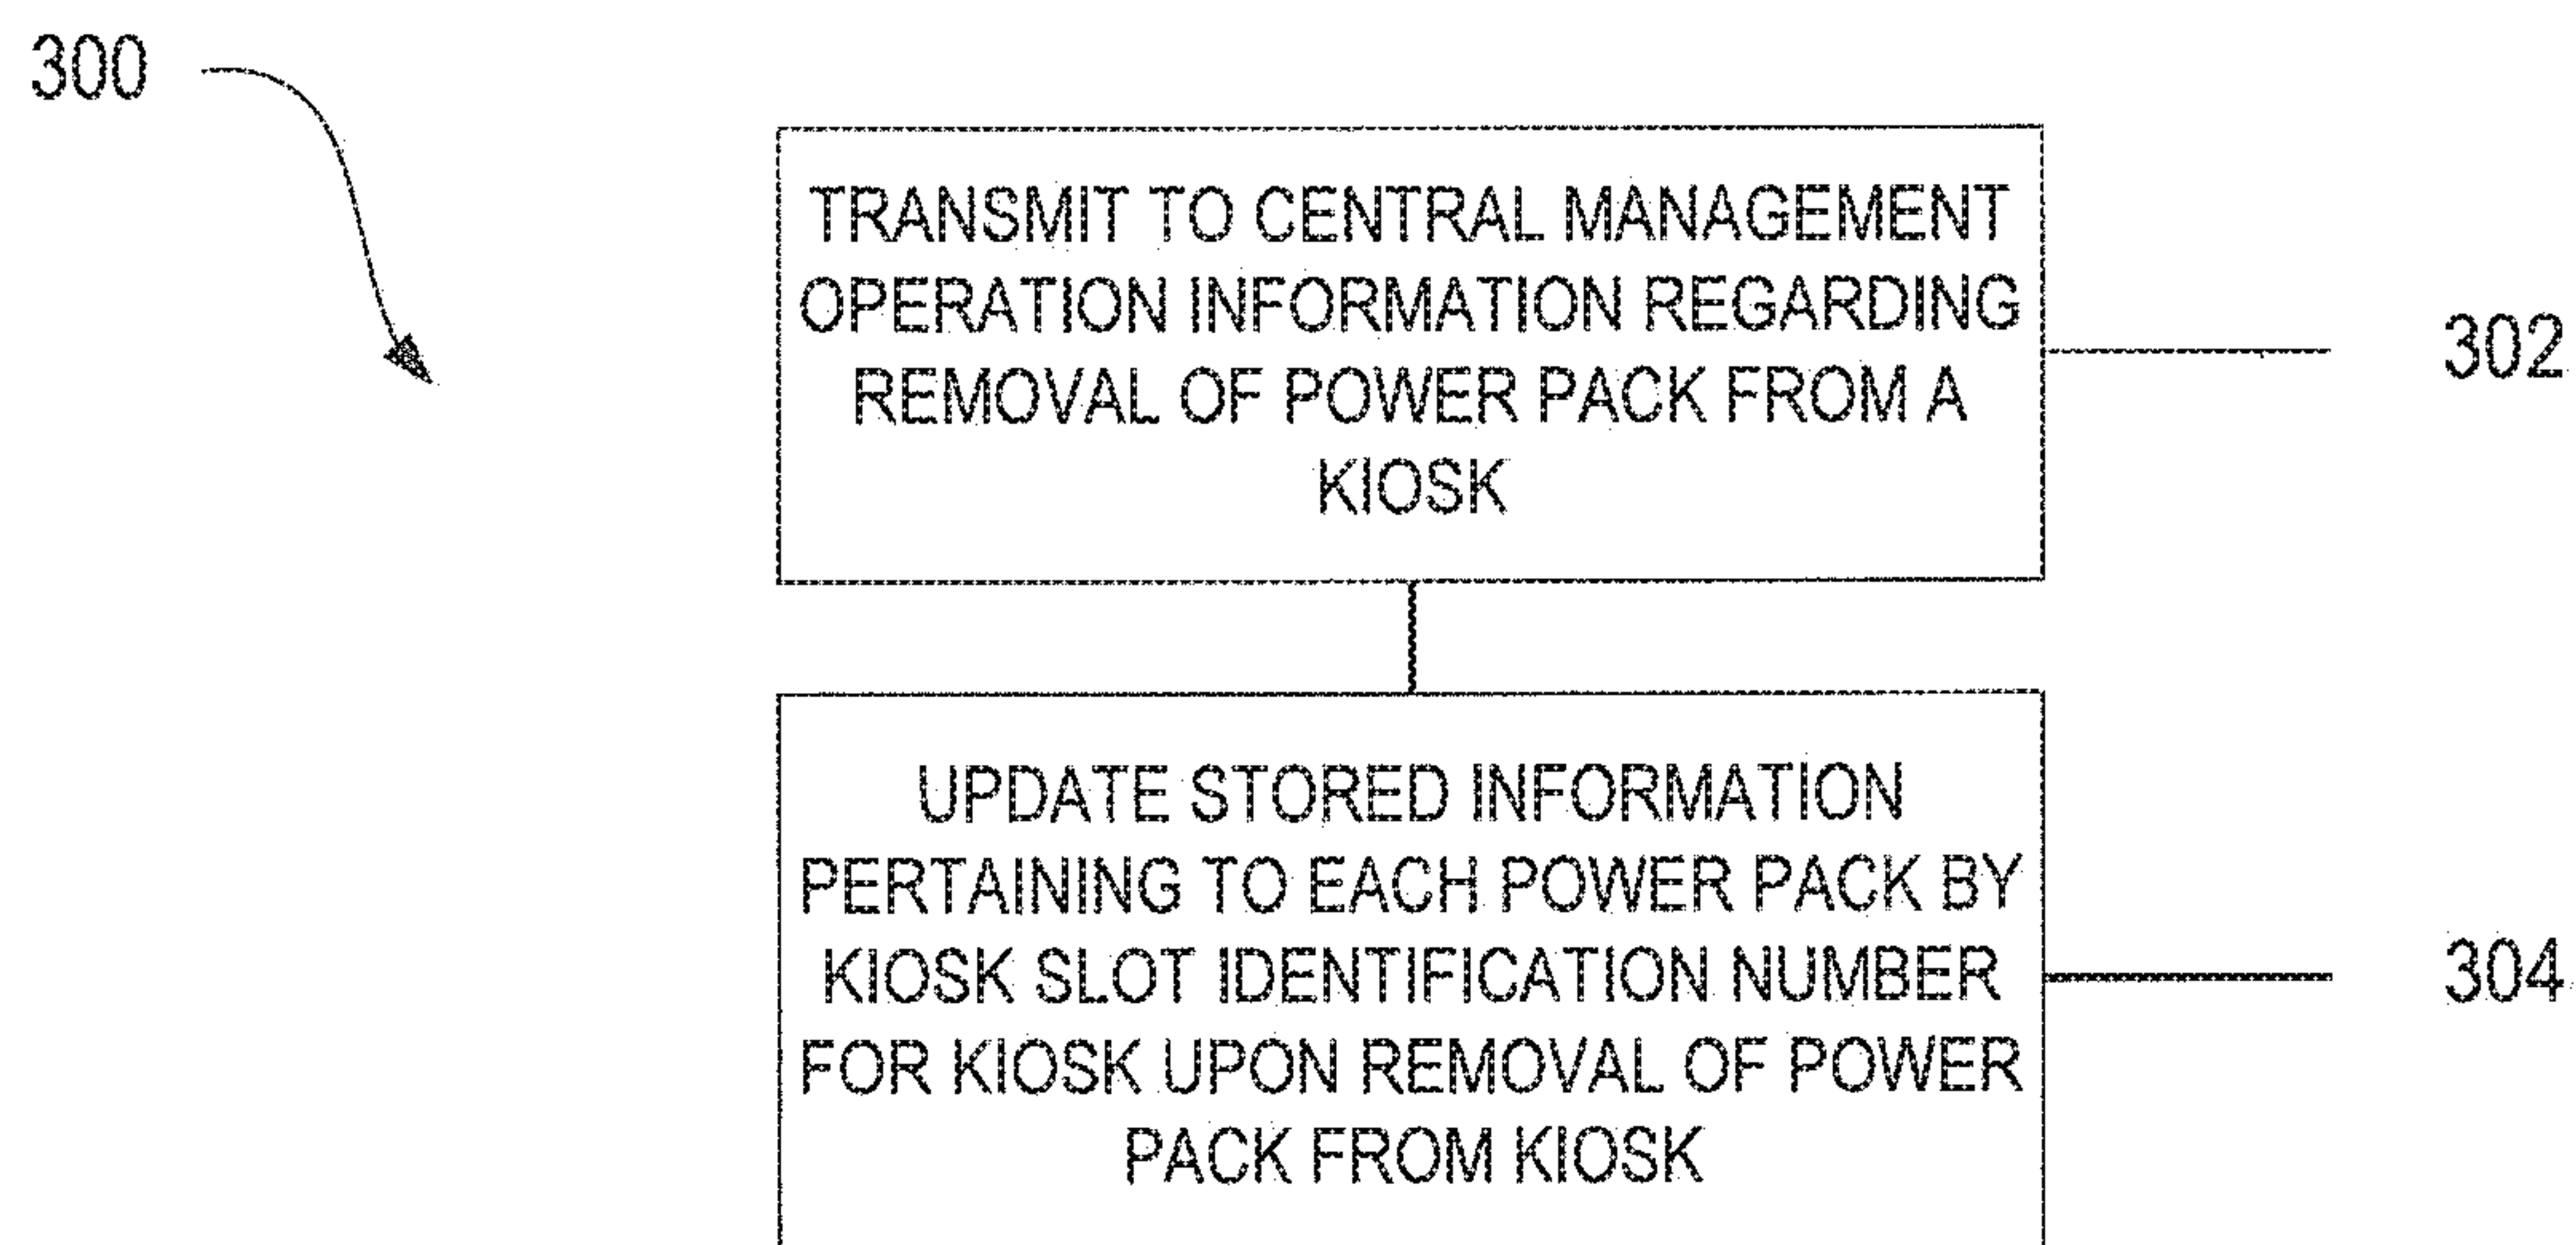 300
TRANSMIT TO CENTRAL MANAGEMENT
OPERATION INFORMATION REGARDING
REMOVAL OF POWER PACK FROM A
KIOSK
302
UPDATE STORED INFORMATION
PERTAINING TO EACH POWER PACK BY
KIOSK SLOT IDENTIFICATION NUMBER
FOR KIOSK UPON REMOVAL OF POWER
PACK FROM KIOSK
304